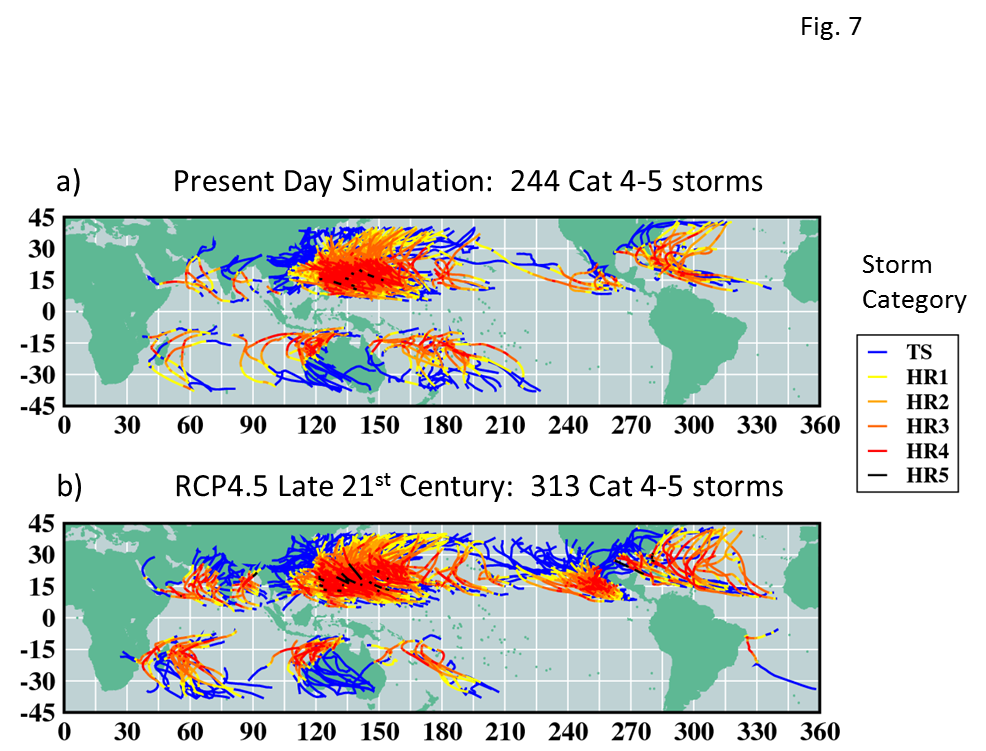 Fig. 7
a) Present Day Simulation: 244 Cat 4-5 storms
45
30
15
0
-15
-30
-45
0 30 60 90 120 150 180 210 240 270 300 330 360
Storm
Category
TS
HR1
HR2
HR3
HR4
HR5
b) RCP4.5 Late 21st Century: 313 Cat 4-5 storms
45
30
15
0
-15
-30
-45
0 30 60 90 120 150 180 210 240 270 300 330 360